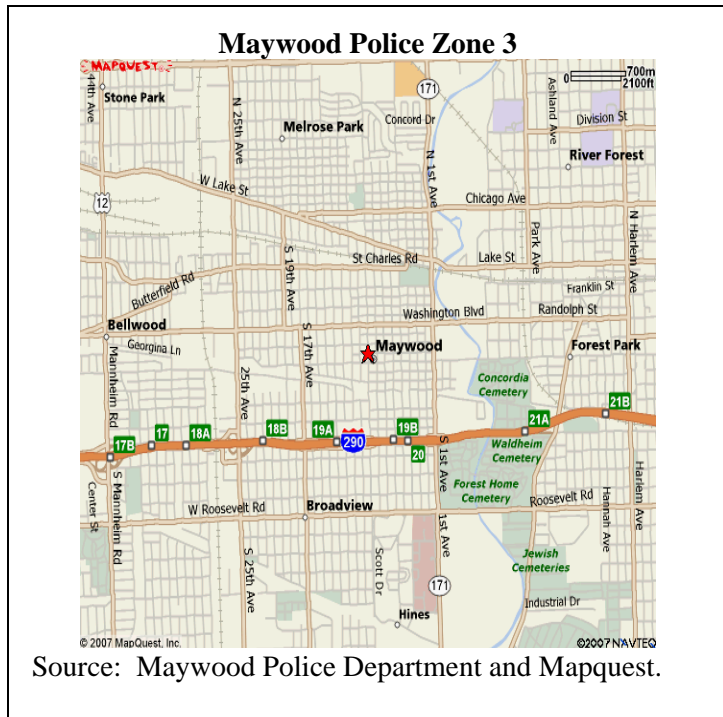 Maywood Police Zone 3
MAPQUEST
700m
2100ft
44th Ave
Stone Park
N 25th Ave
171
Concord Dr
Ashland Ave
Division St
Melrose Park
N 1st Ave
River Forest
W Lake St
12
Chicago Ave
N Harlem Ave
Park Ave
S 19th Ave
St Charles Rd
Lake St
Butterfield Rd
Franklin St
Washington Blvd
Randolph St
Bellwood
Georgina Ln
S 17th Ave
Maywood
Forest Park
Mannheim Rd
25th Ave
Concordia
Cemetery
17B
17
18A
18B
19A
290
19B
20
21A
21B
S 1st Ave
Waldheim
Cemetery
Forest Home
Cemetery
S Mannheim Rd
Center St
W Roosevelt Rd
Broadview
Roosevelt Rd
Hannah Ave
Harlem Ave
S 25th Ave
Scott Dr
1st Ave
Jewish
Cemeteries
171
Industrial Dr
Hines
© 2007 MapQuest, Inc.
©2007 NAVTEQ
Source: Maywood Police Department and Mapquest.